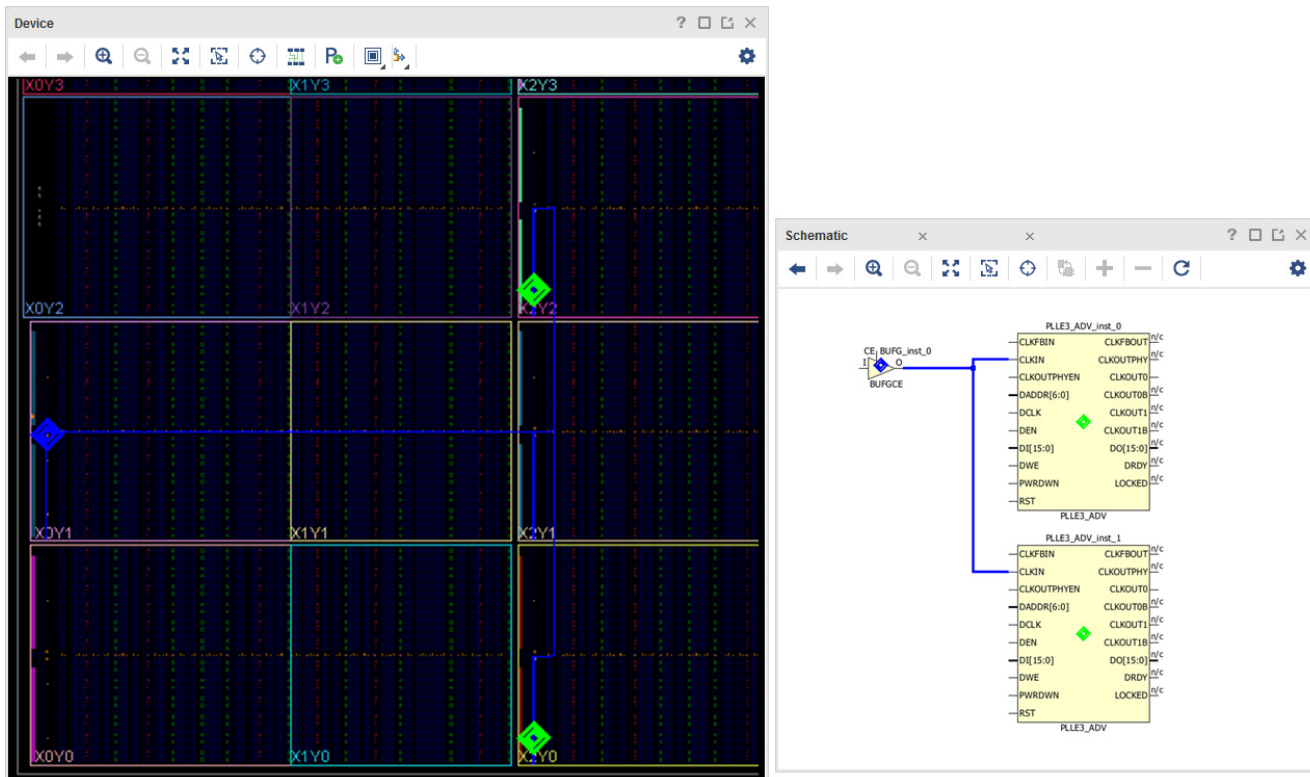 Device
X0Y3
X1Y3
X2Y3
X0Y2
X1Y2
X2Y2
X0Y1
X1Y1
X2Y1
X0Y0
X1Y0
X2Y0
Schematic
CE BUFG_inst_0
I
O
BUFGCE
PLLE3_ADV_inst_0
CLKFBIN CLKFBOUT n/c
CLKIN CLKOUTPHY n/c
CLKOUTPHYEN CLKOUT0
DADDR[6:0] CLKOUT0B n/c
DCLK CLKOUT1 n/c
DEN CLKOUT1B n/c
DI[15:0] DO[15:0] n/c
DWE DRDY n/c
PWRDWN LOCKED n/c
RST
PLLE3_ADV
PLLE3_ADV_inst_1
CLKFBIN CLKFBOUT n/c
CLKIN CLKOUTPHY n/c
CLKOUTPHYEN CLKOUT0
DADDR[6:0] CLKOUT0B n/c
DCLK CLKOUT1 n/c
DEN CLKOUT1B n/c
DI[15:0] DO[15:0] n/c
DWE DRDY n/c
PWRDWN LOCKED n/c
RST
PLLE3_ADV